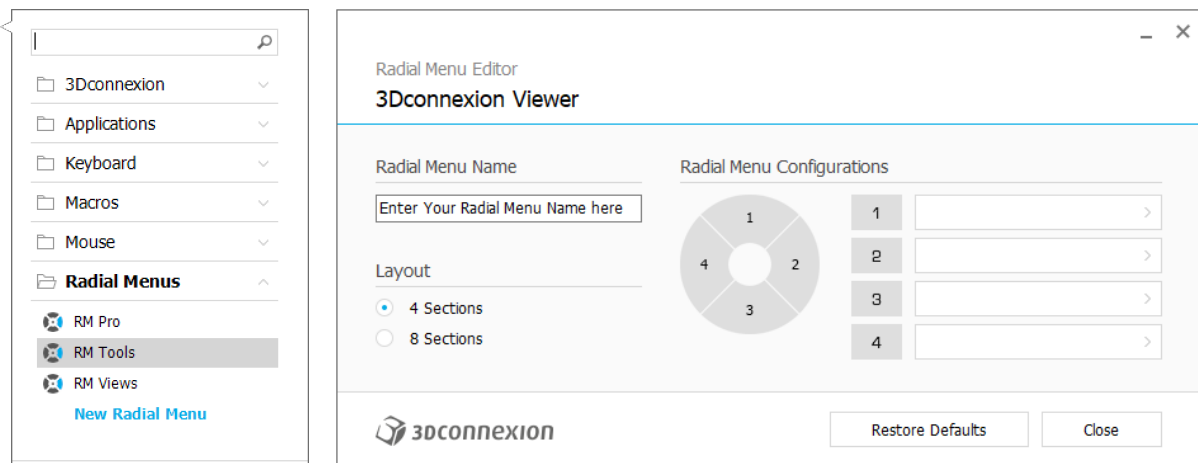 3Dconnexion
Applications
Keyboard
Macros
Mouse
Radial Menus
RM Pro
RM Tools
RM Views
New Radial Menu
Radial Menu Editor
3Dconnexion Viewer
Radial Menu Name
Enter Your Radial Menu Name here
Layout
4 Sections
8 Sections
Radial Menu Configurations
1
4 2
3
1
2
3
4
3Dconnexion
Restore Defaults Close